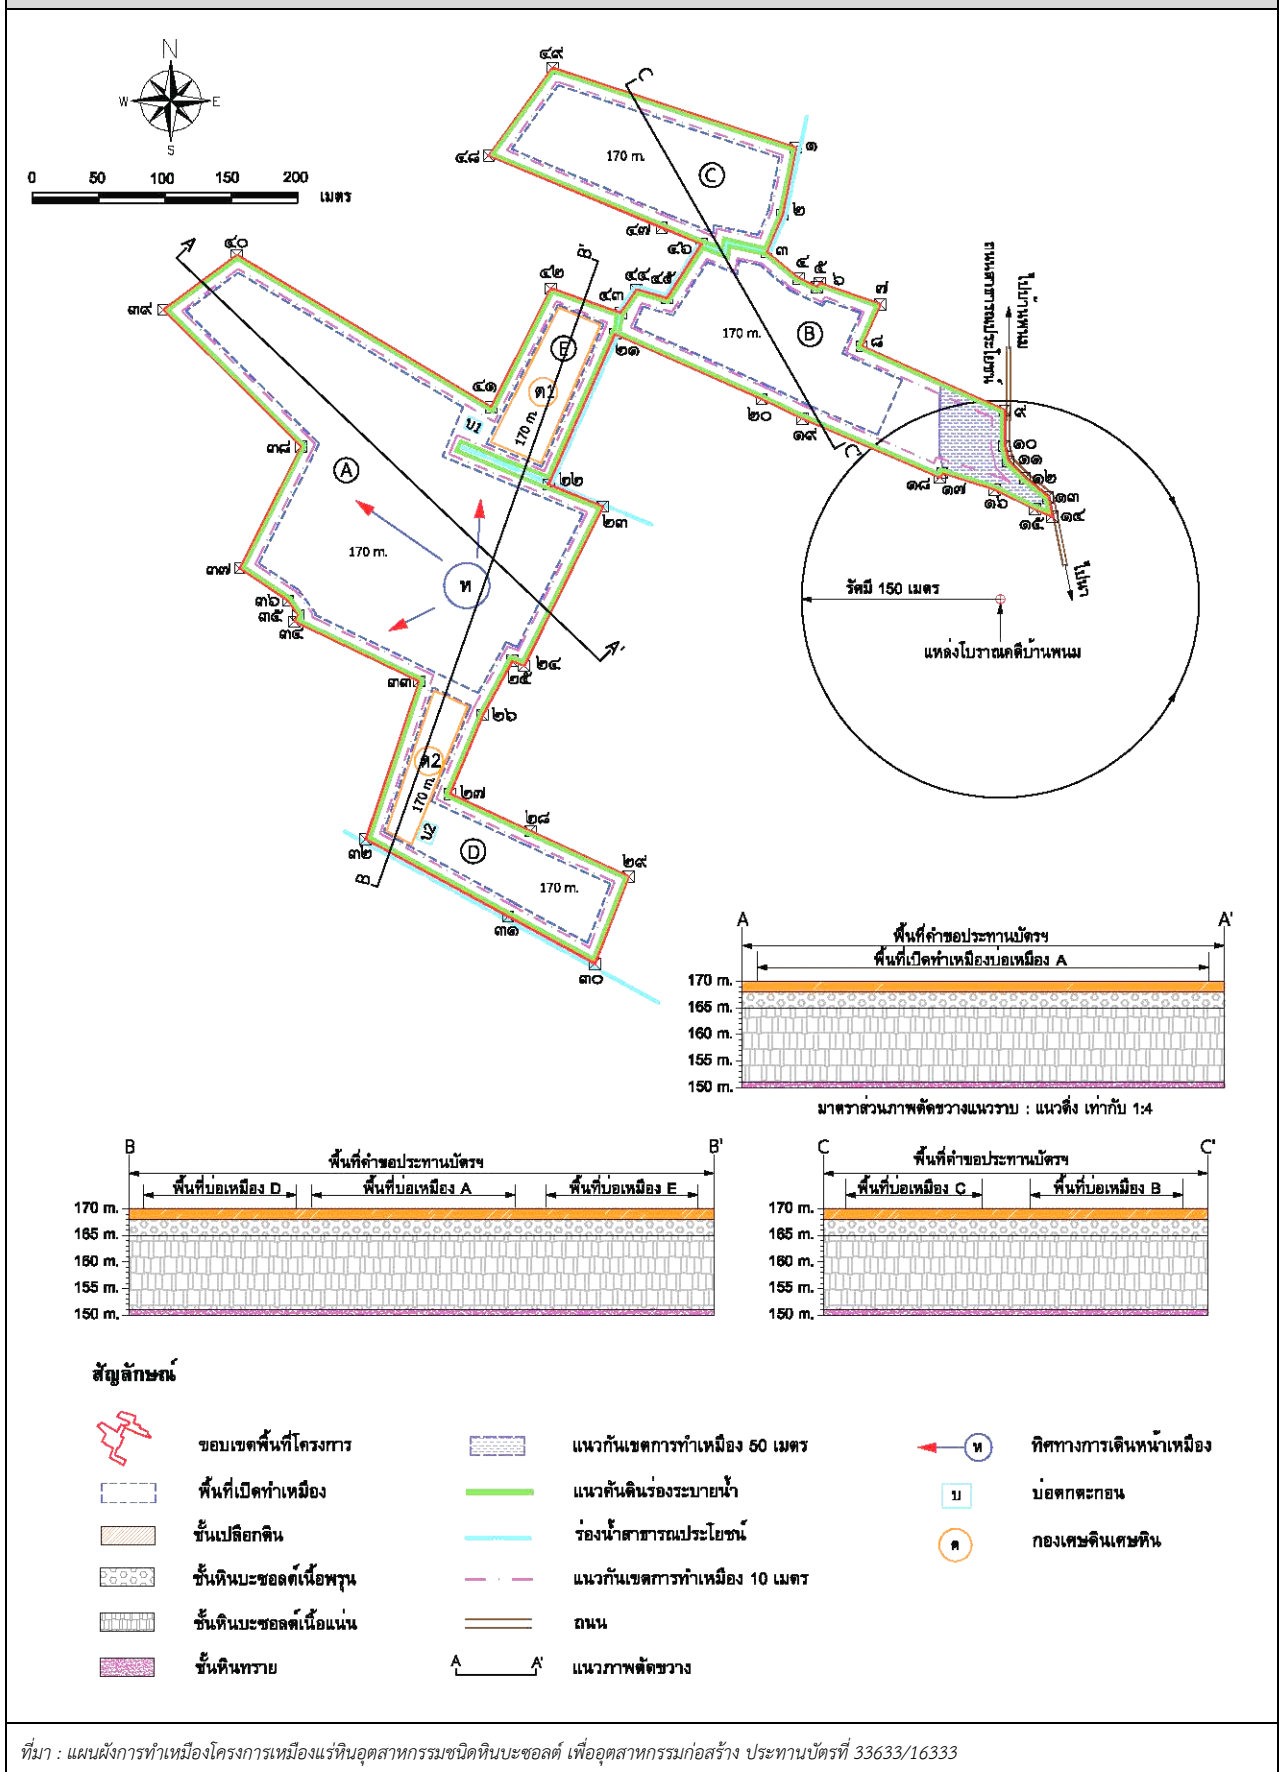 N
W E
S
0 50 100 150 200 เมตร
๔๙
C
๑
๔๘
170 m.
C
๒
๔๗
๔๖
๓
A
๔๐
B'
๔๒
๔๔
๔๕
๔
๕
๖
๗
๓๙
๔๓
๒๑
E
170 m.
B
๘
ถนนสาธารณประโยชน์
ไปบ้านพนม
๔๑
ต1
170 m.
บ1
๒๐
๑๙
C'
๙
๑๐
๑๑
๓๘
A
๒๒
๑๘
๑๗
๑๖
๑๒
๑๓
๑๕
๑๔
๒๓
170 m.
ไปนา
๓๗
ท
รัศมี 150 เมตร
๓๖
๓๕
๓๔
แหล่งโบราณคดีบ้านพนม
A'
๒๔
๒๕
๓๓
๒๖
ต2
170 m.
๒๗
บ2
๒๘
๓๒
D
๒๙
B
170 m.
๓๑
๓๐
A A'
พื้นที่คำขอประทานบัตรฯ
พื้นที่เปิดทำเหมืองบ่อเหมือง A
170 m.
165 m.
160 m.
155 m.
150 m.
มาตราส่วนภาพตัดขวางแนวราบ : แนวดิ่ง เท่ากับ 1:4
B B'
พื้นที่คำขอประทานบัตรฯ
พื้นที่บ่อเหมือง D พื้นที่บ่อเหมือง A พื้นที่บ่อเหมือง E
170 m.
165 m.
160 m.
155 m.
150 m.
C C'
พื้นที่คำขอประทานบัตรฯ
พื้นที่บ่อเหมือง C พื้นที่บ่อเหมือง B
170 m.
165 m.
160 m.
155 m.
150 m.
สัญลักษณ์
ขอบเขตพื้นที่โครงการ
พื้นที่เปิดทำเหมือง
ชั้นเปลือกดิน
ชั้นหินบะซอลต์เนื้อพรุน
ชั้นหินบะซอลต์เนื้อแน่น
ชั้นหินทราย
แนวกันเขตการทำเหมือง 50 เมตร
แนวคันดินร่องระบายน้ำ
ร่องน้ำสาธารณประโยชน์
แนวกันเขตการทำเหมือง 10 เมตร
ถนน
A A' แนวภาพตัดขวาง
ท ทิศทางการเดินหน้าเหมือง
บ บ่อตกตะกอน
ต กองเศษดินเศษหิน
ที่มา : แผนผังการทำเหมืองโครงการเหมืองแร่หินอุตสาหกรรมชนิดหินบะซอลต์ เพื่ออุตสาหกรรมก่อสร้าง ประทานบัตรที่ 33633/16333